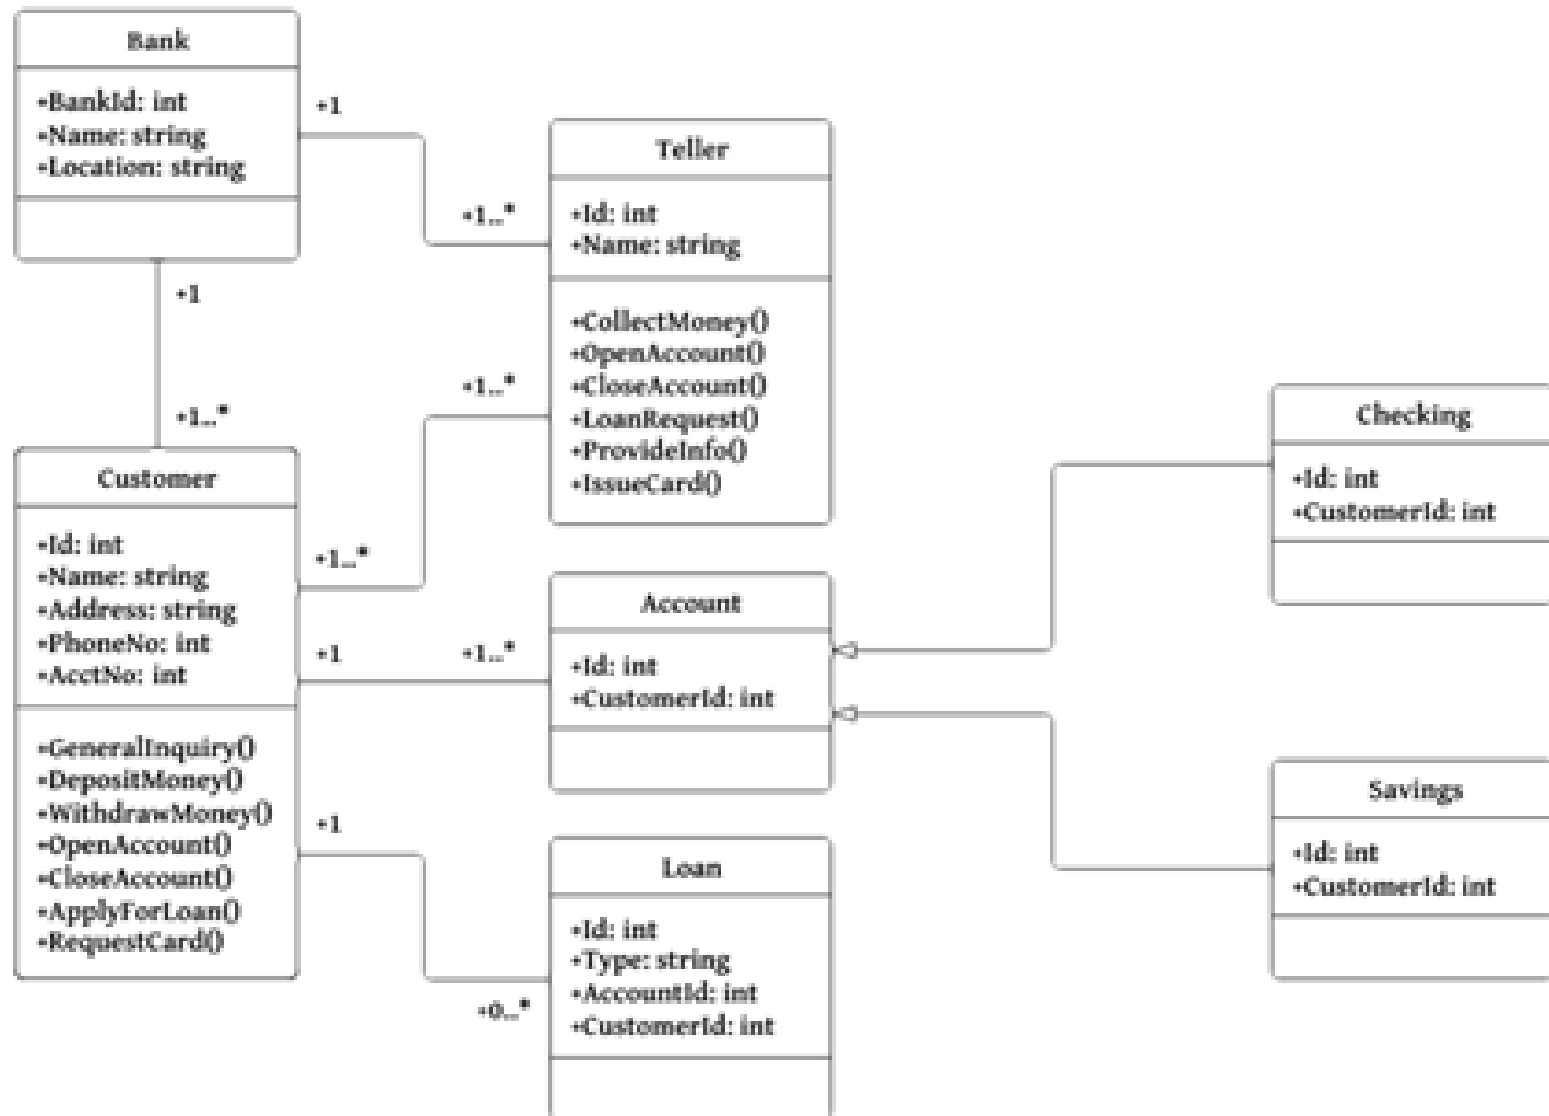 Bank
+BankId: int
+Name: string
+Location: string
+1
+1..*
+1
+1..*
Teller
+Id: int
+Name: string
+CollectMoney()
+OpenAccount()
+CloseAccount()
+LoanRequest()
+ProvideInfo()
+IssueCard()
+1..*
+1..*
Customer
+Id: int
+Name: string
+Address: string
+PhoneNo: int
+AcctNo: int
+GeneralInquiry()
+DepositMoney()
+WithdrawMoney()
+OpenAccount()
+CloseAccount()
+ApplyForLoan()
+RequestCard()
+1
+1..*
Account
+Id: int
+CustomerId: int
+1
+0..*
Loan
+Id: int
+Type: string
+AccountId: int
+CustomerId: int
Checking
+Id: int
+CustomerId: int
Savings
+Id: int
+CustomerId: int